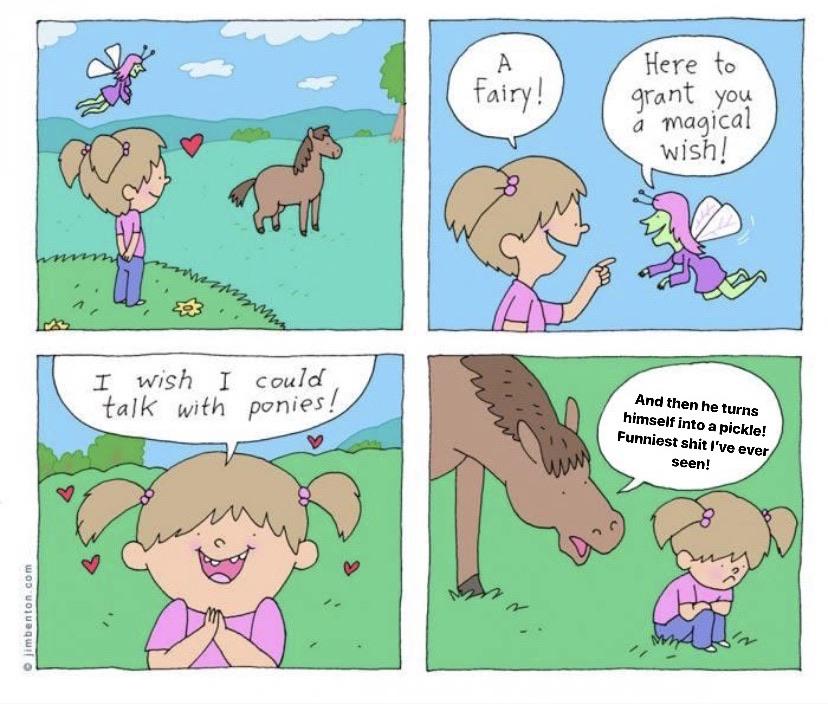 A
fairy!
Here to
grant you
a magical
wish!
I wish I could
talk with ponies!
And then he turns
himself into a pickle!
Funniest shit I've ever
seen!
© jimbenton.com